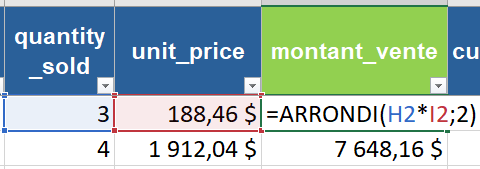 quantity
_sold
unit_price
montant_vente
cu
3
188,46 $
=ARRONDI(H2*I2;2)
4
1 912,04 $
7 648,16 $